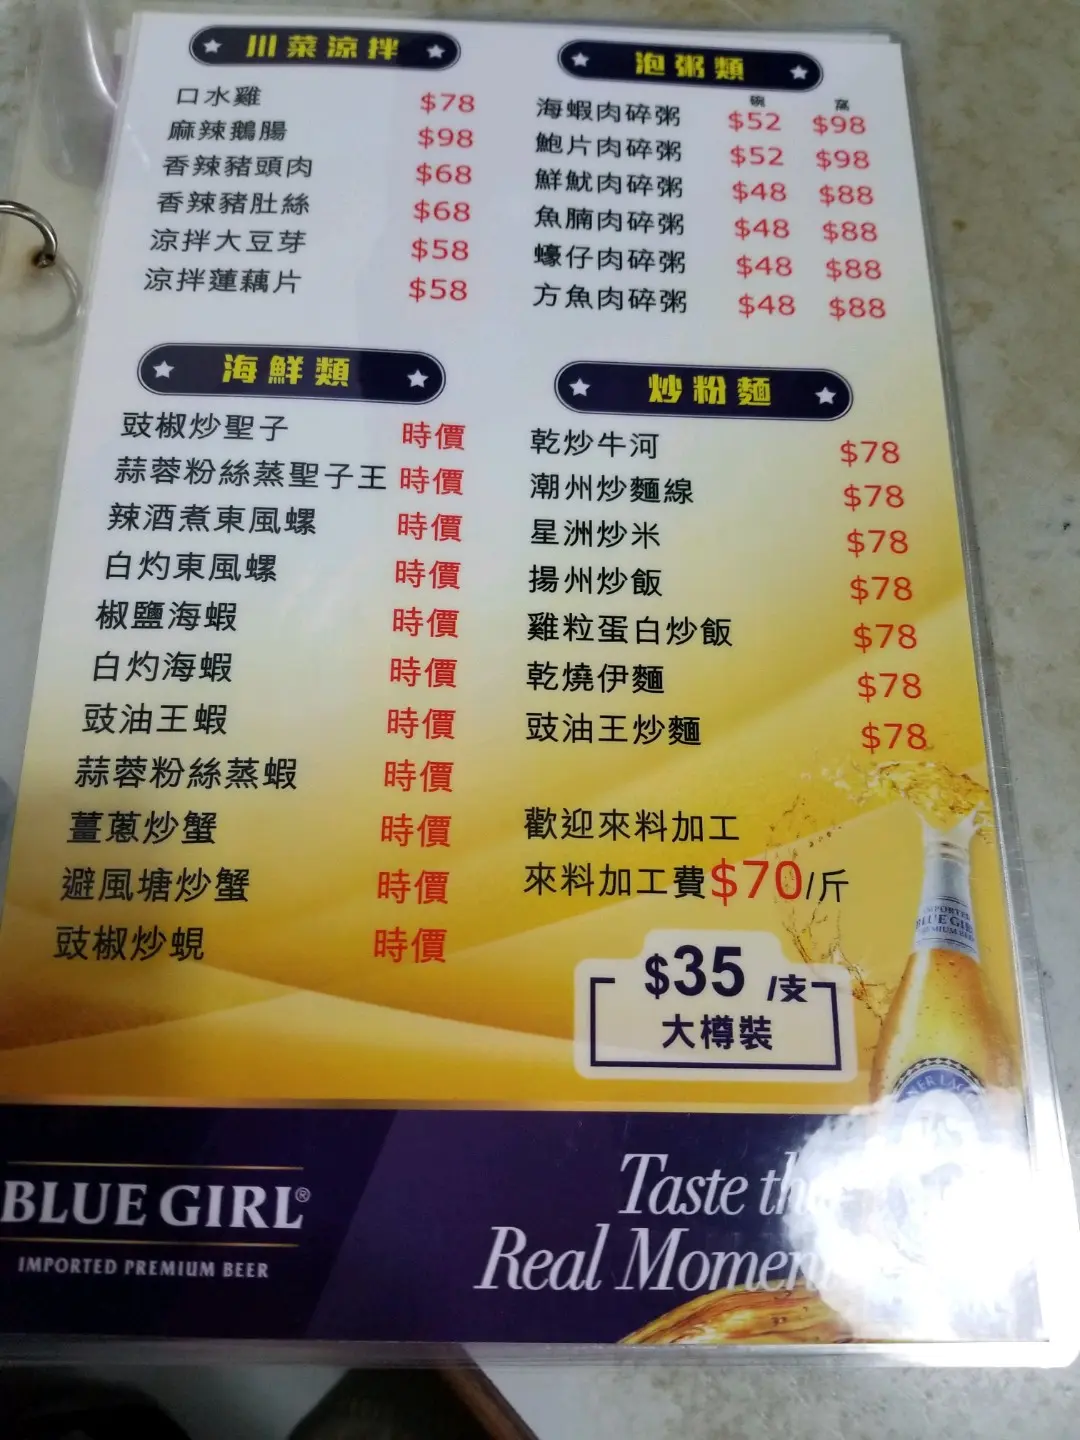 川菜涼拌
口水雞 $78
麻辣鵝腸 $98
香辣豬頭肉 $68
香辣豬肚絲 $68
涼拌大豆芽 $58
涼拌蓮藕片 $58
海鮮類
豉椒炒聖子 時價
蒜蓉粉絲蒸聖子王 時價
辣酒煮東風螺 時價
白灼東風螺 時價
椒鹽海蝦 時價
白灼海蝦 時價
豉油王蝦 時價
蒜蓉粉絲蒸蝦 時價
薑蔥炒蟹 時價
避風塘炒蟹 時價
豉椒炒蜆 時價
泡粥類
碗 窩
海蝦肉碎粥 $52 $98
鮑片肉碎粥 $52 $98
鮮魷肉碎粥 $48 $88
魚腩肉碎粥 $48 $88
蠔仔肉碎粥 $48 $88
方魚肉碎粥 $48 $88
炒粉麵
乾炒牛河 $78
潮州炒麵線 $78
星洲炒米 $78
揚州炒飯 $78
雞粒蛋白炒飯 $78
乾燒伊麵 $78
豉油王炒麵 $78
歡迎來料加工
來料加工費$70/斤
$35 /支
大樽裝
IMPORTED
BLUE GIRL
PREMIUM BEER
BLUE GIRL®
IMPORTED PREMIUM BEER
Taste
Real